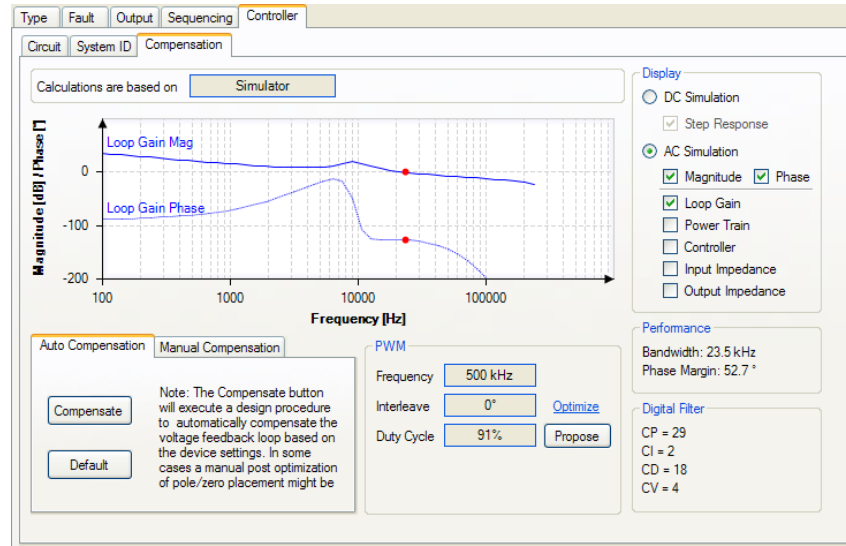 Type Fault Output Sequencing Controller
Circuit System ID Compensation
Calculations are based on Simulator
Magnitude [dB] / Phase [°]
Loop Gain Mag
Loop Gain Phase
0
-100
-200
100 1000 10000 100000
Frequency [Hz]
Display
DC Simulation
Step Response
AC Simulation
Magnitude Phase
Loop Gain
Power Train
Controller
Input Impedance
Output Impedance
Auto Compensation Manual Compensation
Compensate
Default
Note: The Compensate button
will execute a design procedure
to automatically compensate the
voltage feedback loop based on
the device settings. In some
cases a manual post optimization
of pole/zero placement might be
PWM
Frequency 500 kHz
Interleave 0° Optimize
Duty Cycle 91% Propose
Performance
Bandwidth: 23.5 kHz
Phase Margin: 52.7 °
Digital Filter
CP = 29
CI = 2
CD = 18
CV = 4